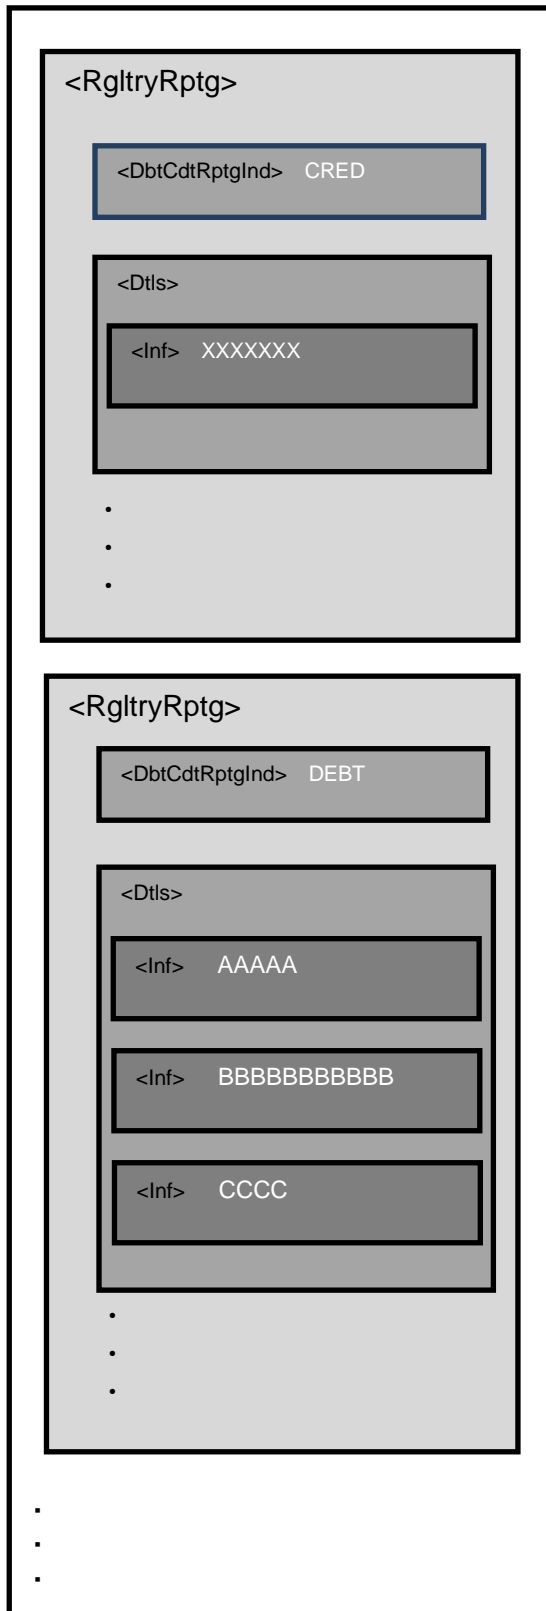 <RgltryRptg>
<DbtCdtRptgInd> CRED
<Dtls>
<Inf> XXXXXXX
.
.
.
<RgltryRptg>
<DbtCdtRptgInd> DEBT
<Dtls>
<Inf> AAAAA
<Inf> BBBBBBBBBBB
<Inf> CCCC
.
.
.
.
.
.